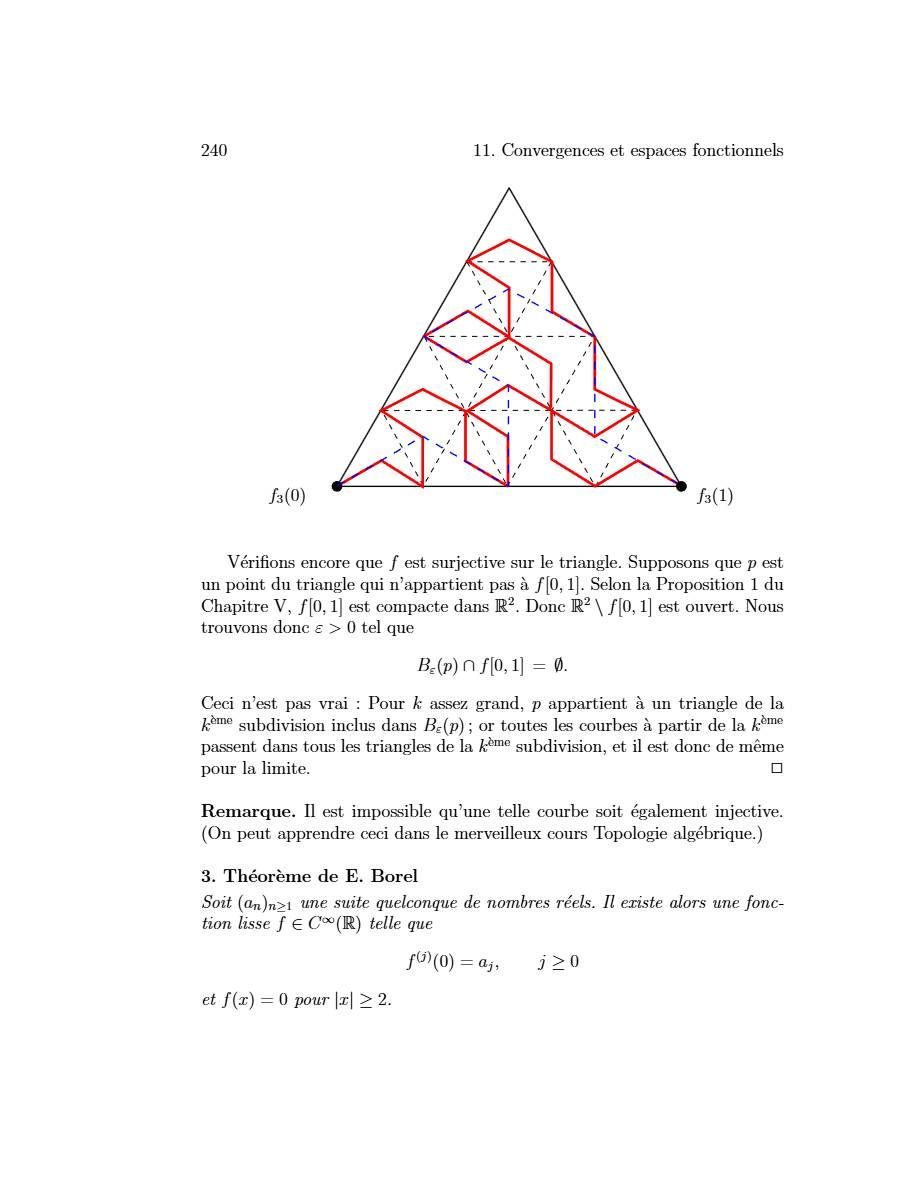 240 11. Convergences et espaces fonctionnels
f₃(0) f₃(1)
Vérifions encore que f est surjective sur le triangle. Supposons que p est
un point du triangle qui n'appartient pas à f[0, 1]. Selon la Proposition 1 du
Chapitre V, f[0, 1] est compacte dans ℝ². Donc ℝ² \ f[0, 1] est ouvert. Nous
trouvons donc ε > 0 tel que
Bε(p) ∩ f[0, 1] = ∅.
Ceci n'est pas vrai : Pour k assez grand, p appartient à un triangle de la
kᵉ̀ᵐᵉ subdivision inclus dans Bε(p) ; or toutes les courbes à partir de la kᵉ̀ᵐᵉ
passent dans tous les triangles de la kᵉ̀ᵐᵉ subdivision, et il est donc de même
pour la limite. □
Remarque. Il est impossible qu'une telle courbe soit également injective.
(On peut apprendre ceci dans le merveilleux cours Topologie algébrique.)
3. Théorème de E. Borel
Soit (aₙ)ₙ≥₁ une suite quelconque de nombres réels. Il existe alors une fonc-
tion lisse f ∈ C^∞(ℝ) telle que
f⁽ʲ⁾(0) = aⱼ, j ≥ 0
et f(x) = 0 pour |x| ≥ 2.